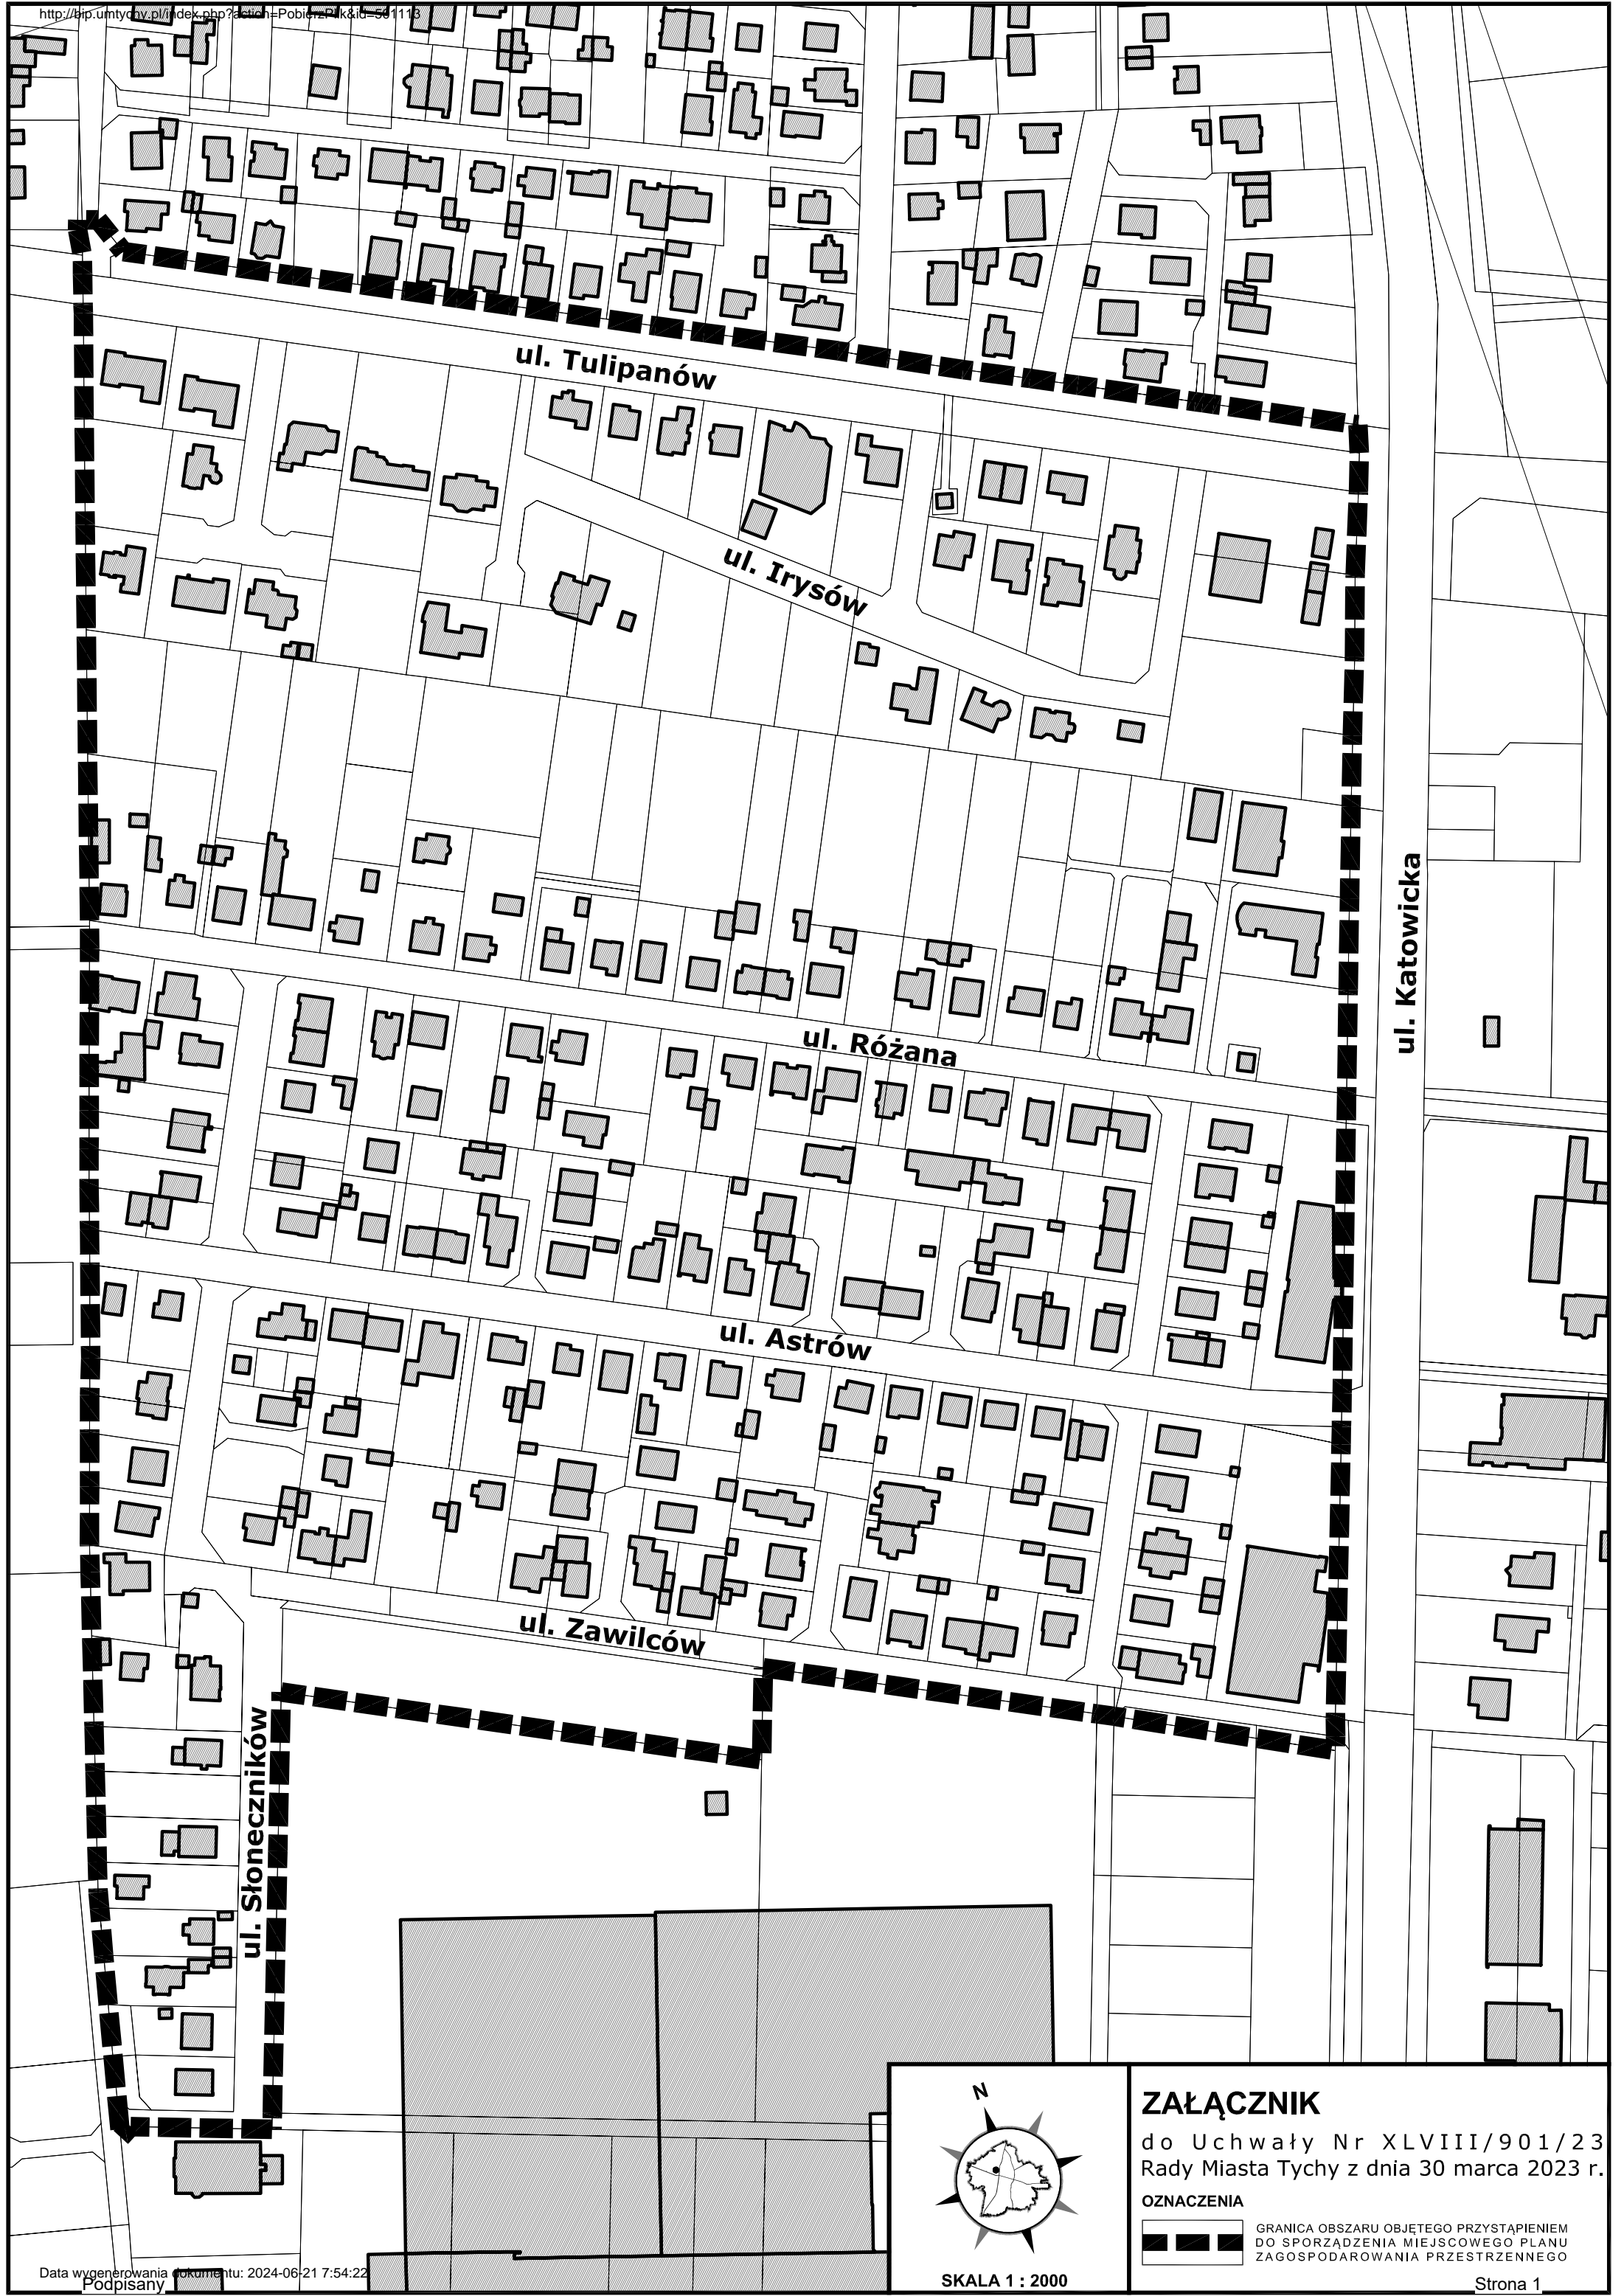 http://bip.umtychy.pl/index.php?action=PobierzPlik&id=501113
ul. Tulipanów
ul. Irysów
ul. Katowicka
ul. Różana
ul. Astrów
ul. Zawilców
ul. Słoneczników
N
SKALA 1 : 2000
ZAŁĄCZNIK
do Uchwały Nr XLVIII/901/23
Rady Miasta Tychy z dnia 30 marca 2023 r.
OZNACZENIA
GRANICA OBSZARU OBJĘTEGO PRZYSTĄPIENIEM
DO SPORZĄDZENIA MIEJSCOWEGO PLANU
ZAGOSPODAROWANIA PRZESTRZENNEGO
Data wygenerowania dokumentu: 2024-06-21 7:54:22
Podpisany
Strona 1